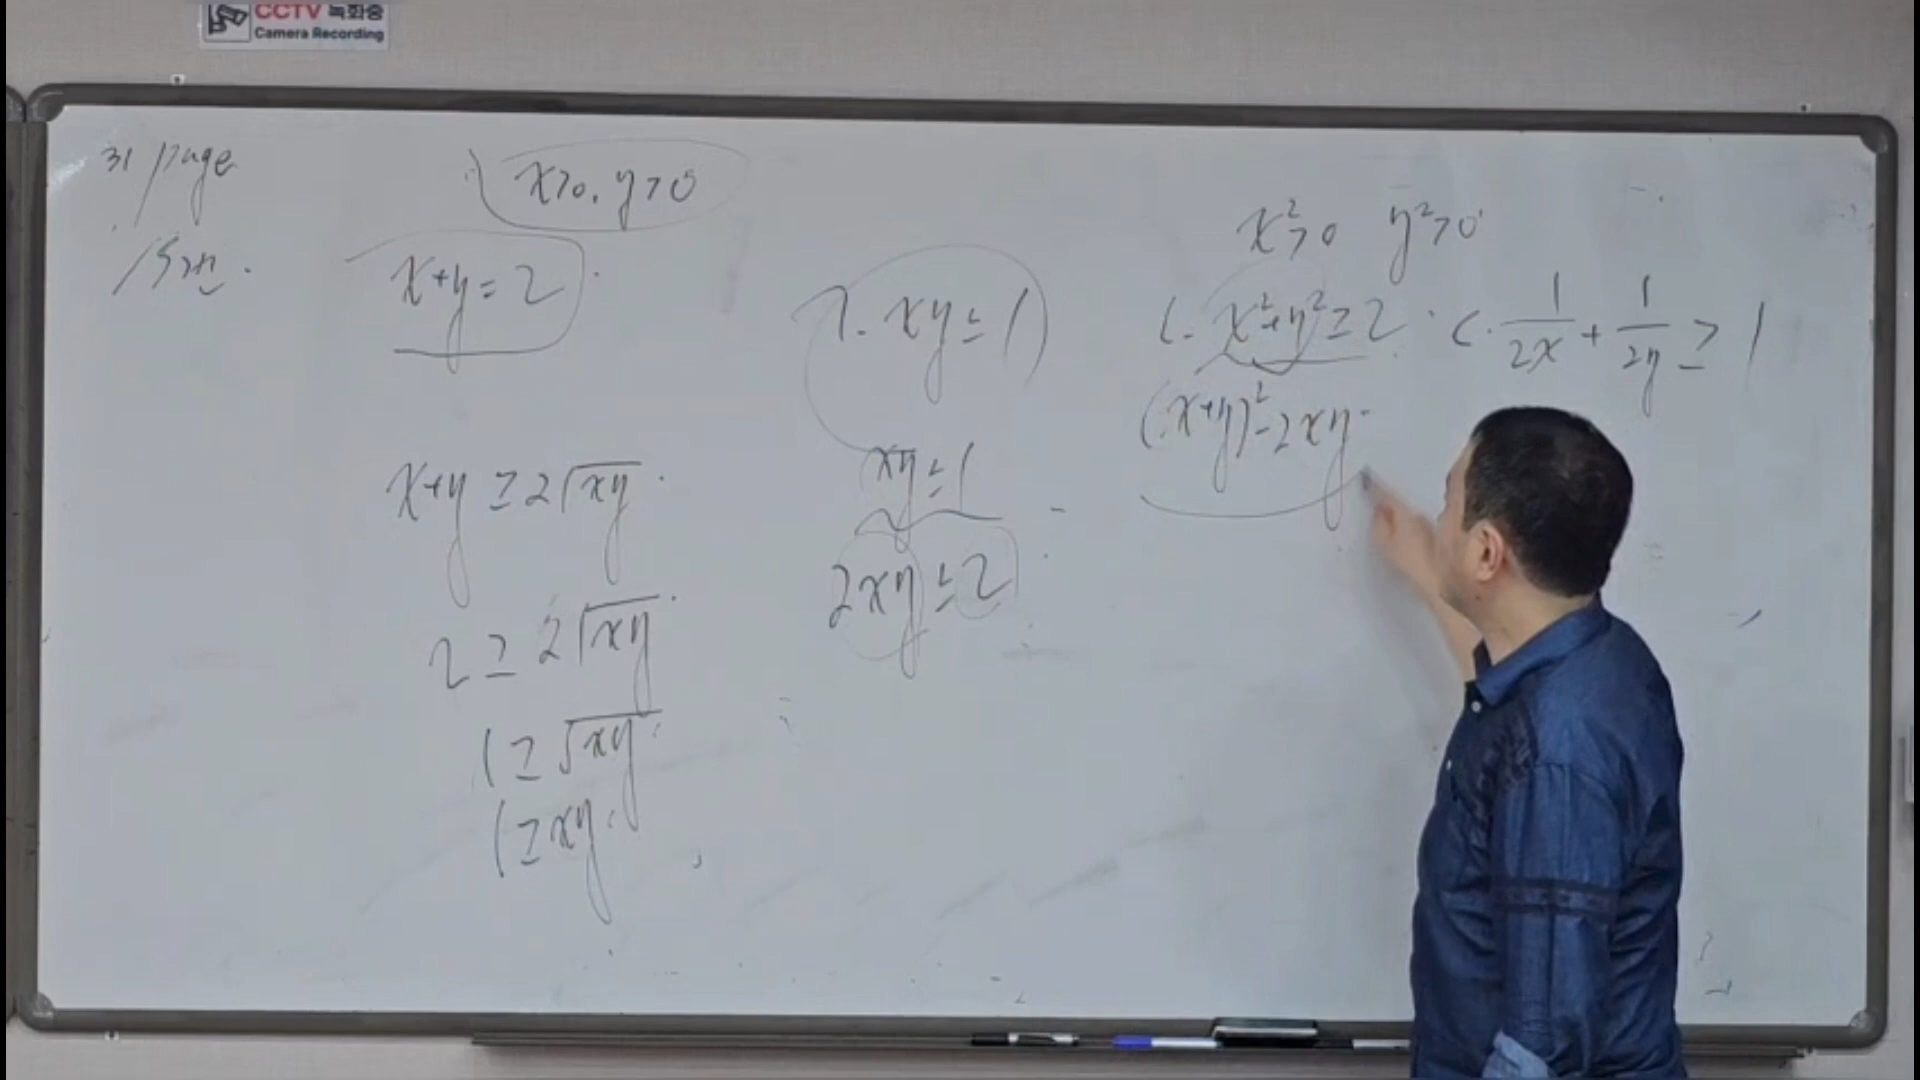 CCTV 녹화중
Camera Recording
31 page
x>0, y>0
x+y=2
ㄱ. xy≤1
x²>0 y²>0
ㄴ. x²+y²≥2
ㄷ. 1/2x + 1/2y ≥ 1
(x+y)²-2xy
x+y≥2√xy
xy≤1
2xy≤2
2≥2√xy
1≥√xy
1≥xy